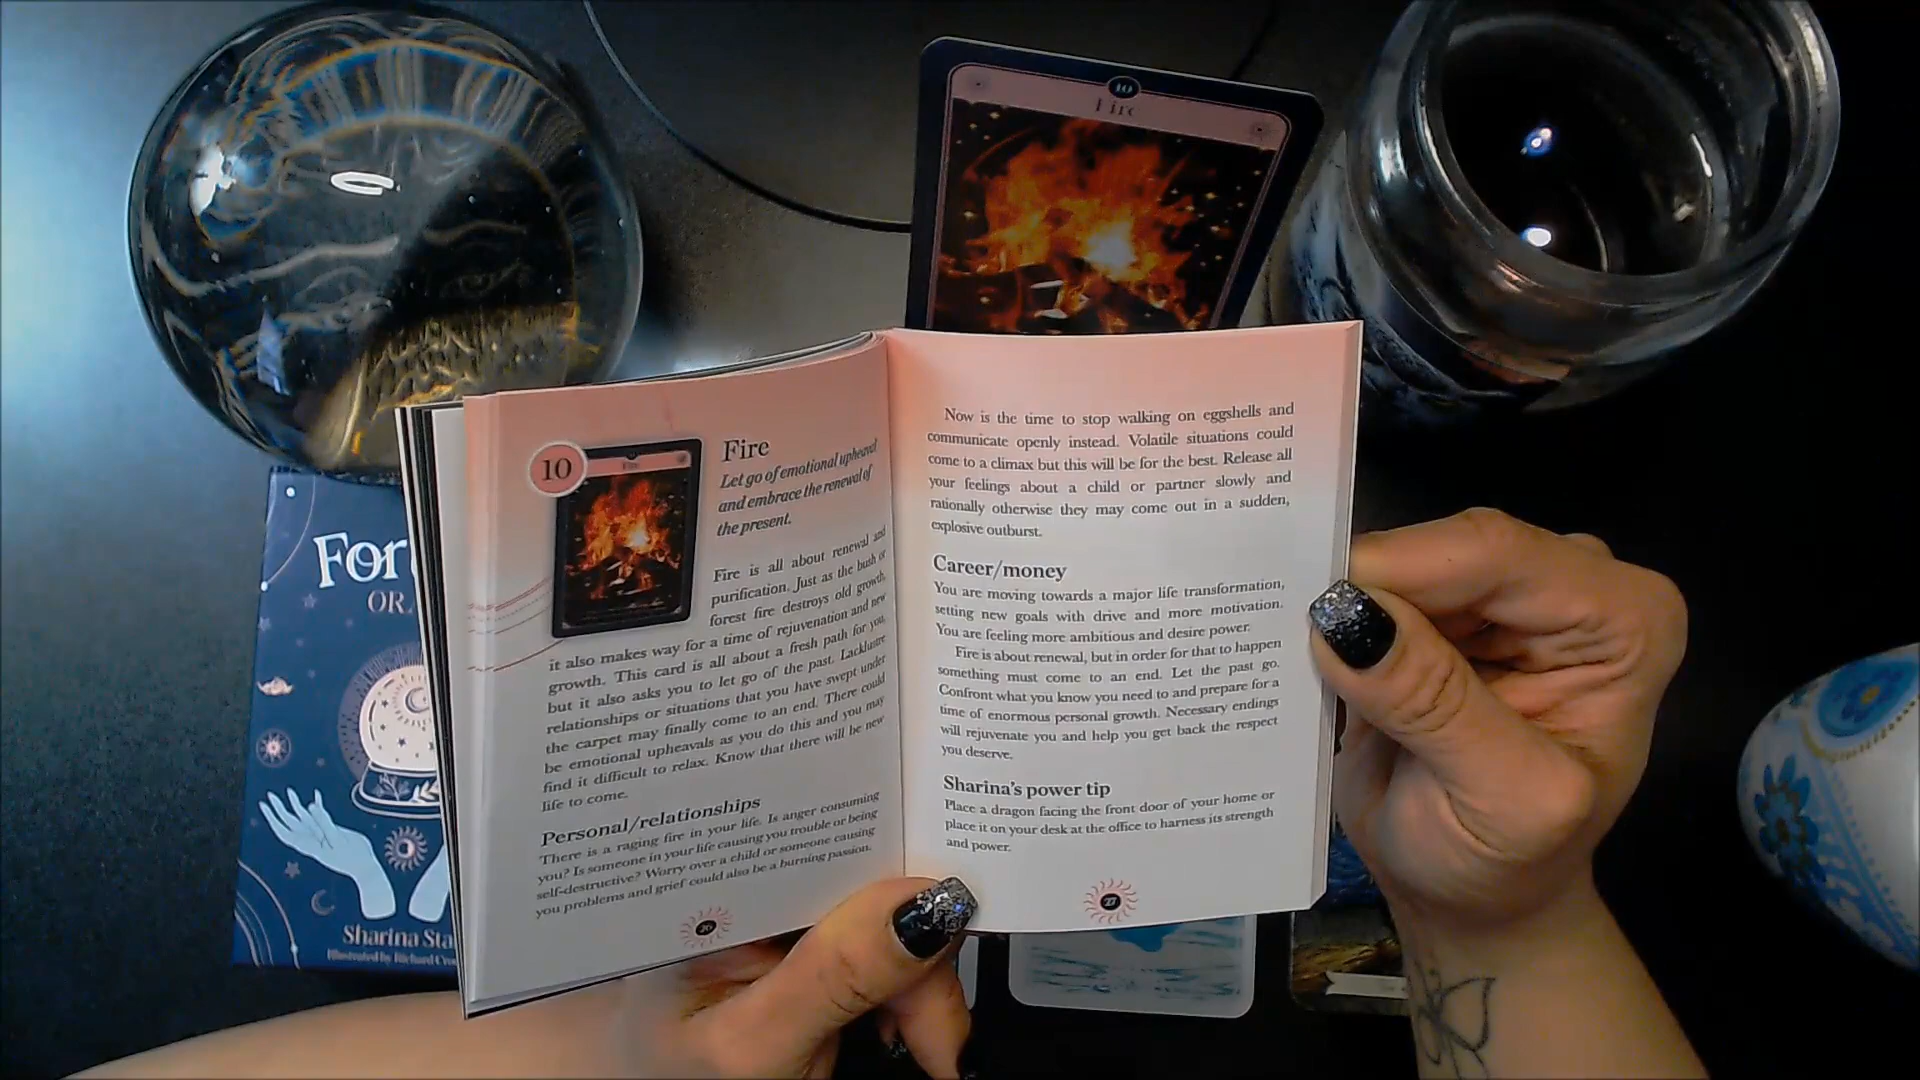 10
Fire
10
Fire
Fire
Let go of emotional upheaval
and embrace the renewal of
the present.
Fire is all about renewal and
purification. Just as the bush or
forest fire destroys old growth,
it also makes way for a time of rejuvenation and new
growth. This card is all about a fresh path for you,
but it also asks you to let go of the past. Lacklustre
relationships or situations that you have swept under
the carpet may finally come to an end. There could
be emotional upheavals as you do this and you may
find it difficult to relax. Know that there will be new
life to come.
Personal/relationships
There is a raging fire in your life. Is anger consuming
you? Is someone in your life causing you trouble or being
self-destructive? Worry over a child or someone causing
you problems and grief could also be a burning passion.
26
Now is the time to stop walking on eggshells and
communicate openly instead. Volatile situations could
come to a climax but this will be for the best. Release all
your feelings about a child or partner slowly and
rationally otherwise they may come out in a sudden,
explosive outburst.
Career/money
You are moving towards a major life transformation,
setting new goals with drive and more motivation.
You are feeling more ambitious and desire power.
Fire is about renewal, but in order for that to happen
something must come to an end. Let the past go.
Confront what you know you need to and prepare for a
time of enormous personal growth. Necessary endings
will rejuvenate you and help you get back the respect
you deserve.
Sharina's power tip
Place a dragon facing the front door of your home or
place it on your desk at the office to harness its strength
and power.
27
For
OR
Sharina Sta
Illustrated by Richard Cro